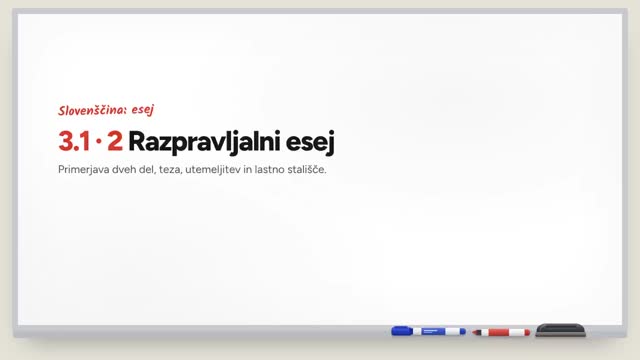 Slovenščina: esej
3.1 · 2 Razpravljalni esej
Primerjava dveh del, teza, utemeljitev in lastno stališče.